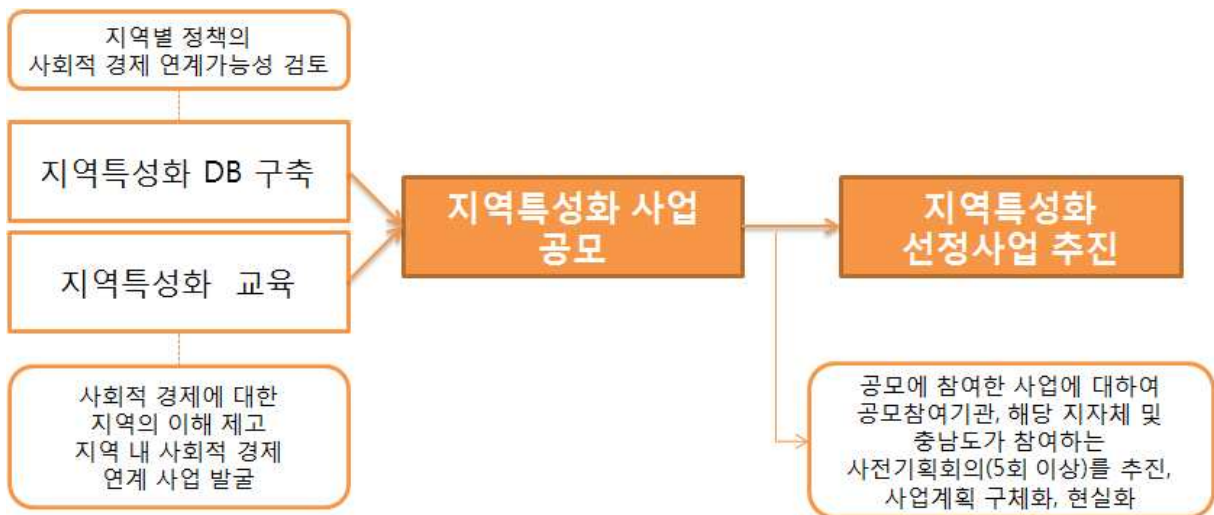 지역별 정책의
사회적 경제 연계가능성 검토
지역특성화 DB 구축
지역특성화 교육
사회적 경제에 대한
지역의 이해 제고
지역 내 사회적 경제
연계 사업 발굴
지역특성화 사업
공모
지역특성화
선정사업 추진
공모에 참여한 사업에 대하여
공모참여기관, 해당 지자체 및
충남도가 참여하는
사전기획회의(5회 이상)를 추진,
사업계획 구체화, 현실화